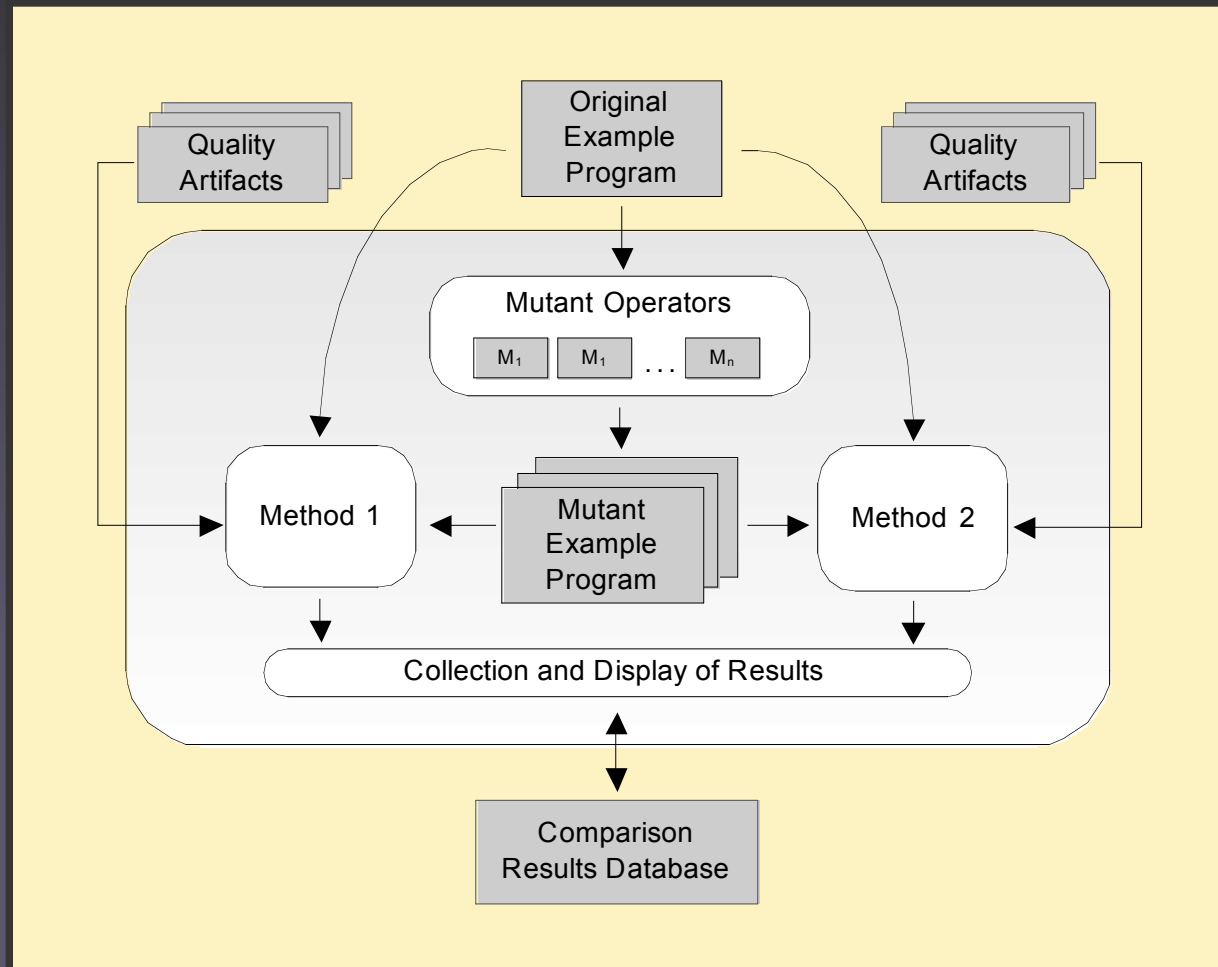 Quality
Artifacts
Original
Example
Program
Quality
Artifacts
Mutant Operators
M₁ M₁ ... Mₙ
Method 1
Mutant
Example
Program
Method 2
Collection and Display of Results
Comparison
Results Database